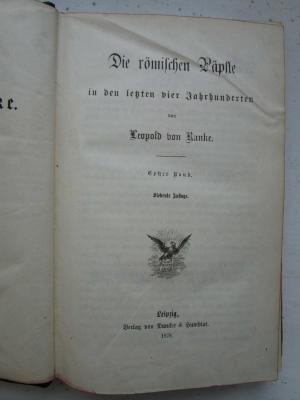 Die römischen Päpste
in den letzten vier Jahrhunderten
von
Leopold von Ranke.
Erster Band.
Siebente Auflage.
Leipzig,
Verlag von Duncker & Humblot.
1878.